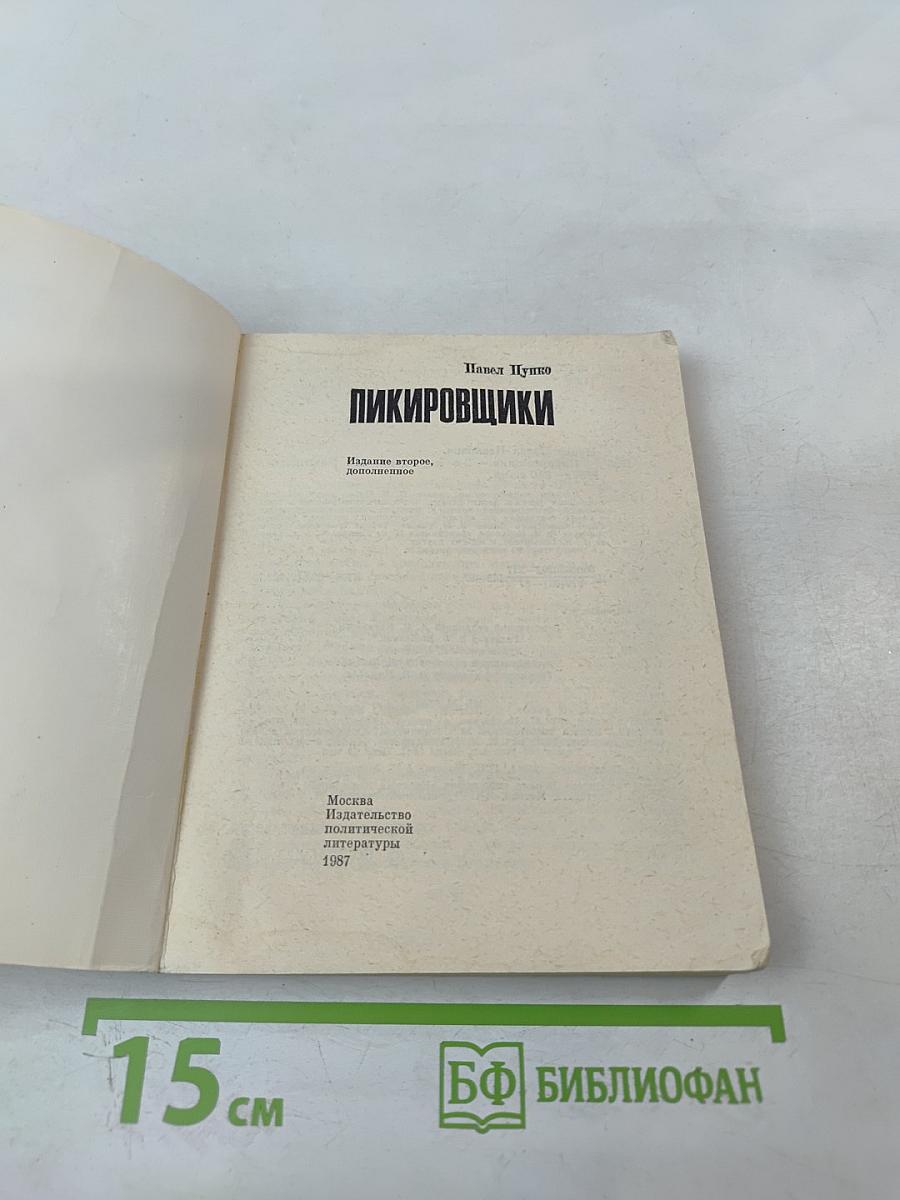 Павел Цупко
ПИКИРОВЩИКИ
Издание второе,
дополненное
Москва
Издательство
политической
литературы
1987
15 см
БФ БИБЛИОФАН